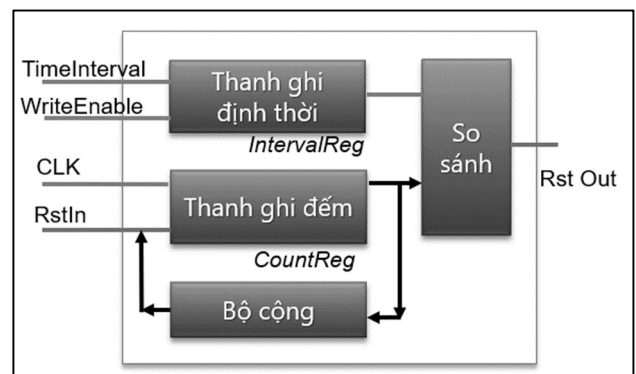 TimeInterval
WriteEnable
Thanh ghi
định thời
IntervalReg
CLK
RstIn
Thanh ghi đếm
CountReg
Bộ cộng
So
sánh
Rst Out